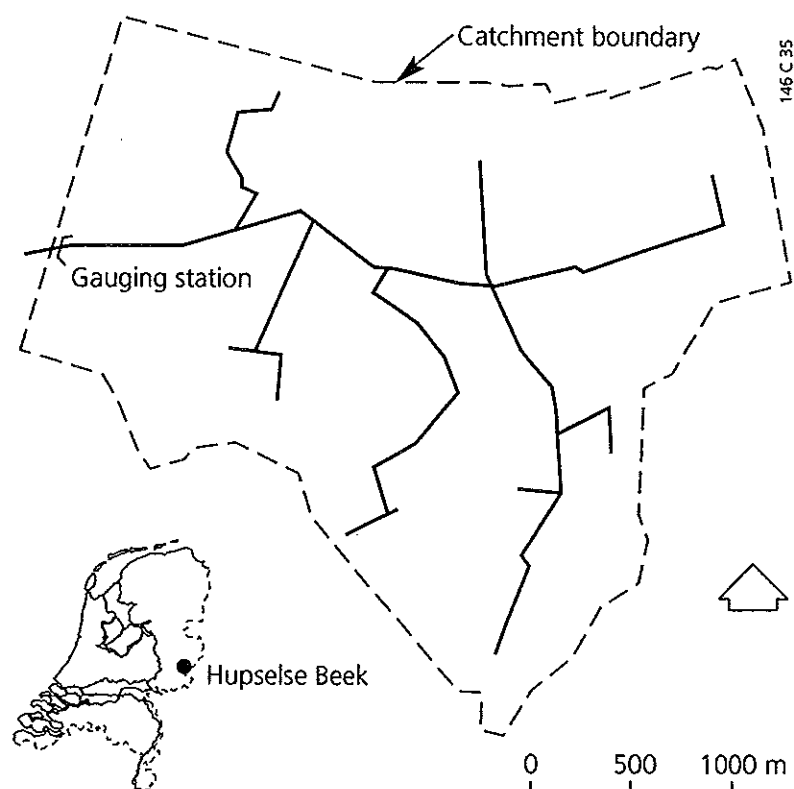 Catchment boundary
146 C 35
Gauging station
Hupselse Beek
0 500 1000 m